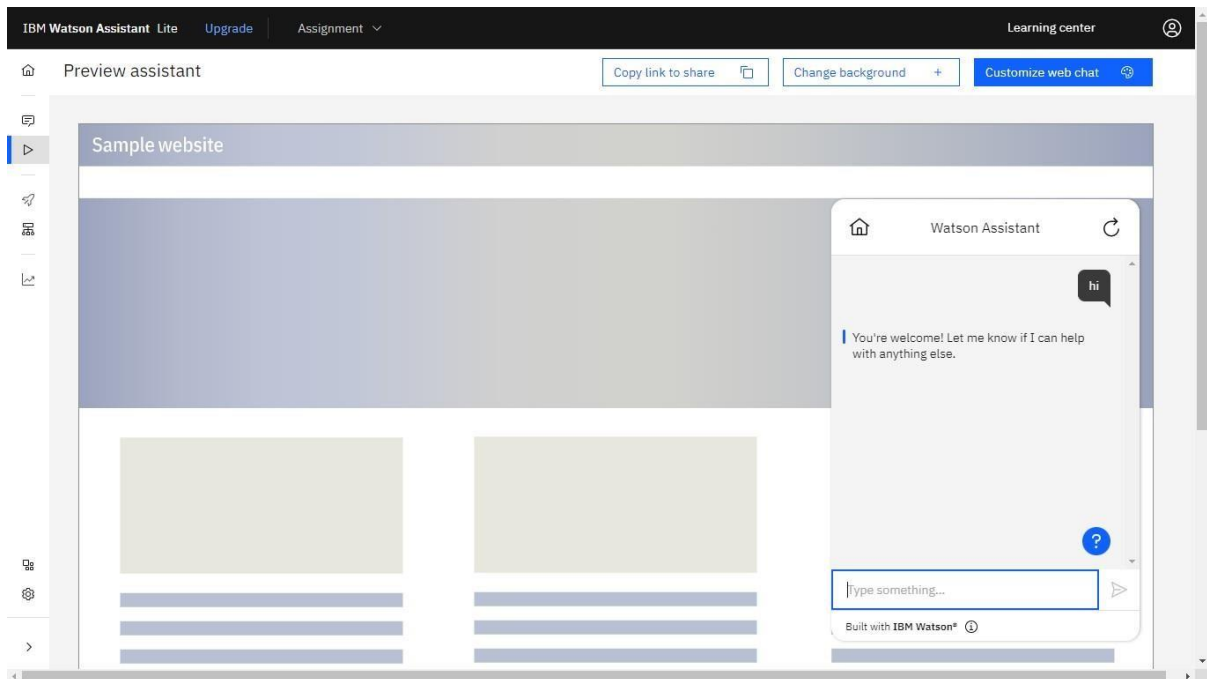 IBM Watson Assistant Lite Upgrade Assignment Learning center
Preview assistant Copy link to share Change background + Customize web chat
Sample website
Watson Assistant
hi
You're welcome! Let me know if I can help
with anything else.
?
Type something...
Built with IBM Watson®